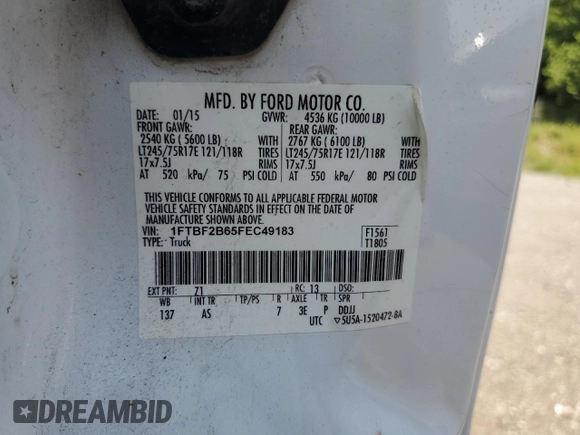 MFD. BY FORD MOTOR CO.
DATE: 01/15 GVWR: 4536 KG (10000 LB)
FRONT GAWR: REAR GAWR:
2540 KG ( 5600 LB) WITH 2767 KG ( 6100 LB) WITH
LT245/75R17E 121/118R TIRES LT245/75R17E 121/118R TIRES
17x7.5J RIMS 17x7.5J RIMS
AT 520 kPa/ 75 PSI COLD AT 550 kPa/ 80 PSI COLD
THIS VEHICLE CONFORMS TO ALL APPLICABLE FEDERAL MOTOR
VEHICLE SAFETY STANDARDS IN EFFECT ON THE DATE OF
MANUFACTURE SHOWN ABOVE.
VIN: 1FTBF2B65FEC49183 F1561
TYPE: Truck T1805
EXT PNT: Z1 RC: 13 DSO:
WB INT TR TP/PS R AXLE TR SPR
137 AS 7 3E P DDJJ
UTC ▽5U5A-1520472-BA
DREAMBID